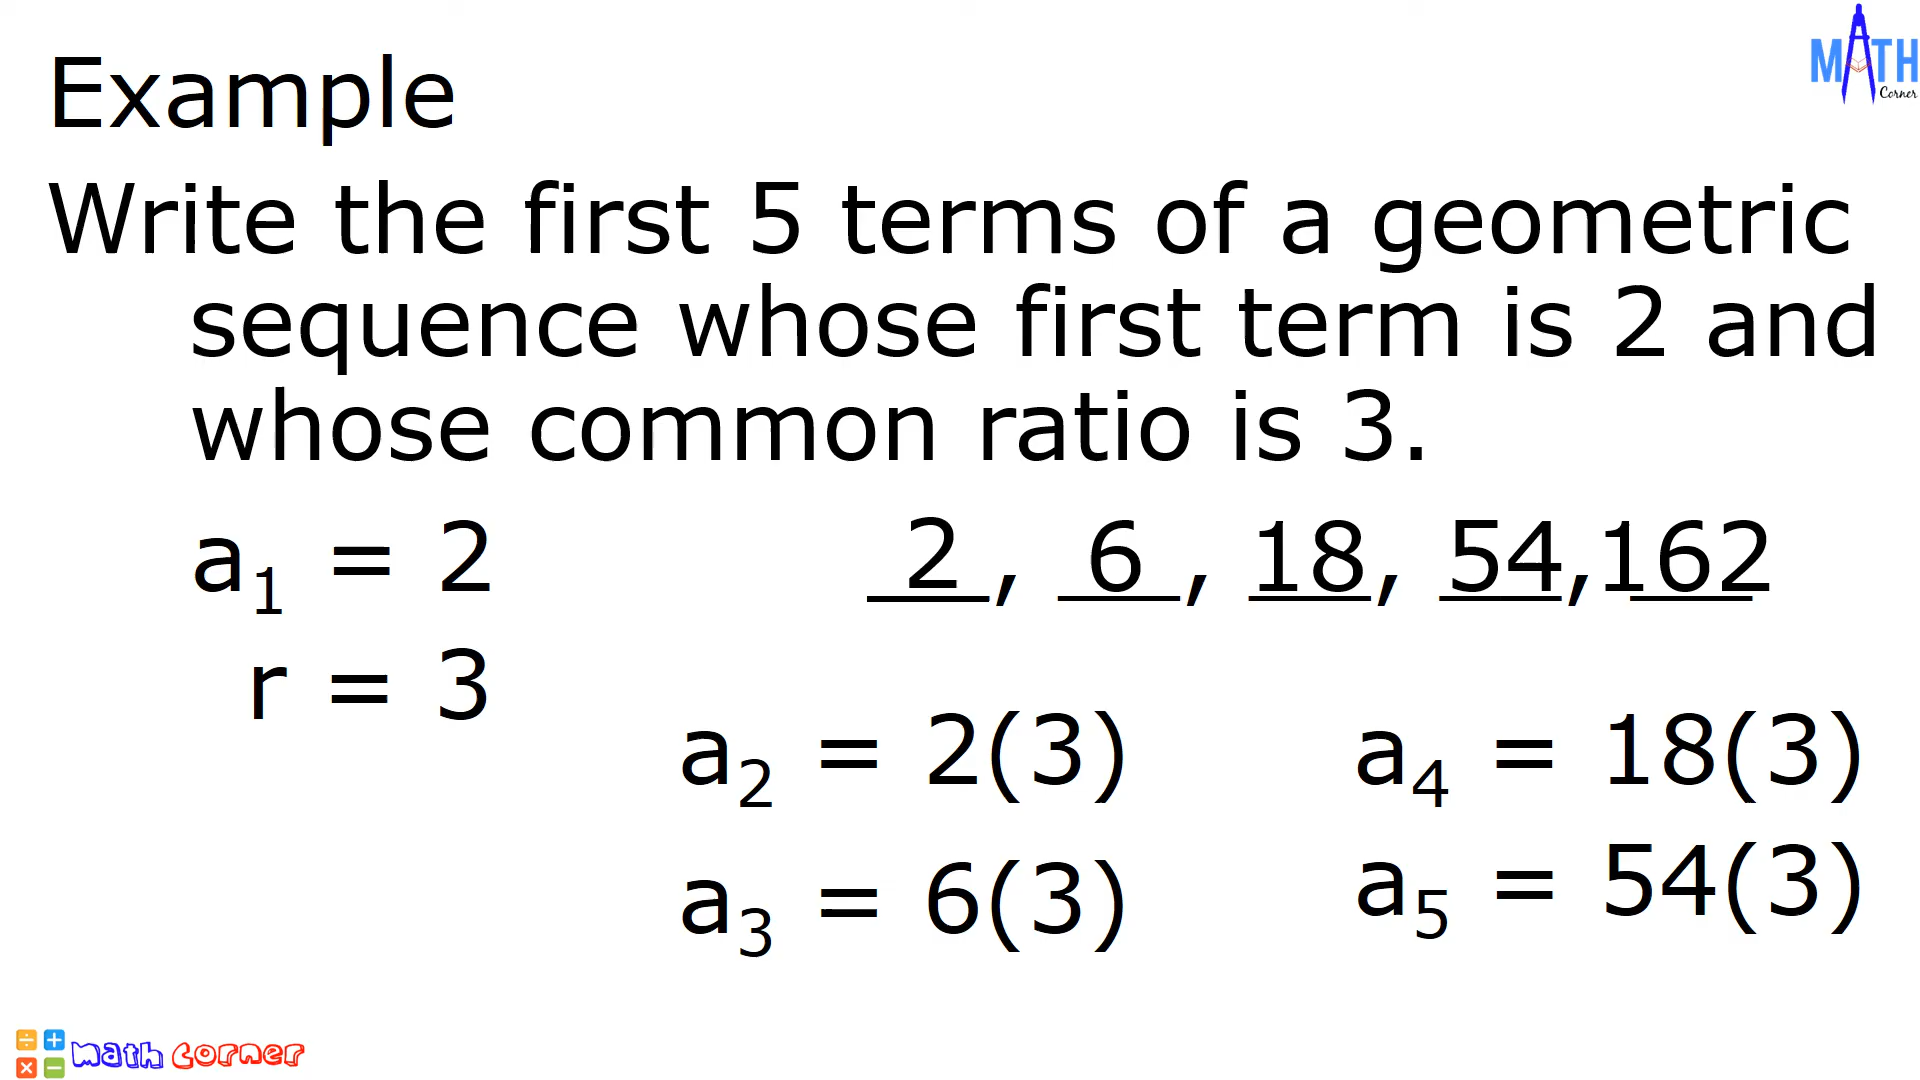 MATH
Corner
Example
Write the first 5 terms of a geometric
sequence whose first term is 2 and
whose common ratio is 3.
a₁ = 2
2, 6, 18, 54, 162
r = 3
a₂ = 2(3)
a₄ = 18(3)
a₃ = 6(3)
a₅ = 54(3)
÷ +
× −
math corner